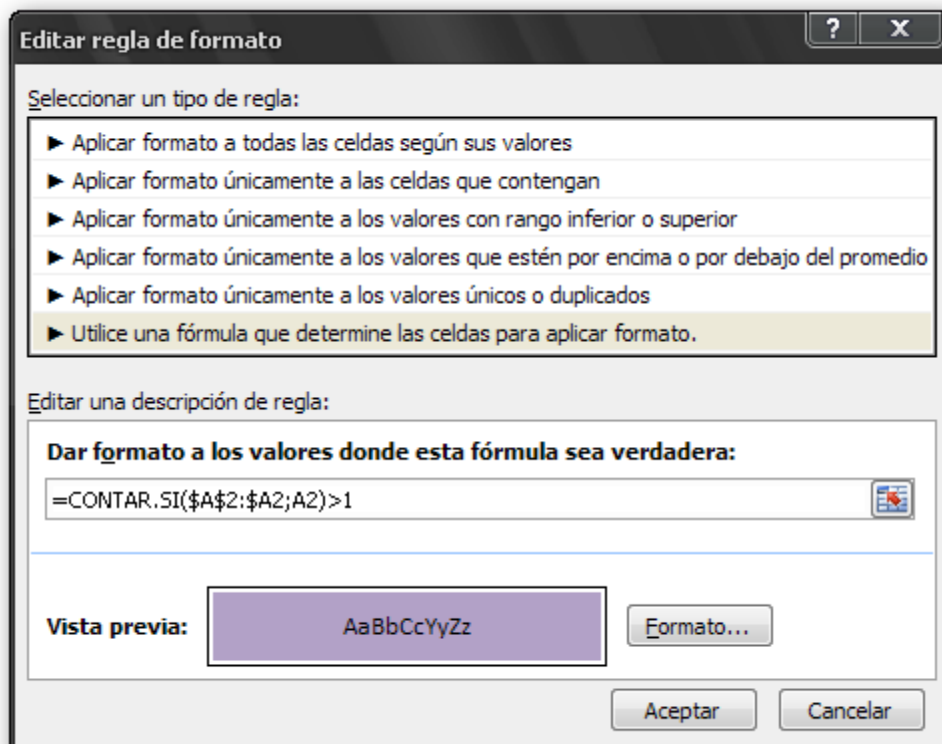 Editar regla de formato
? X
Seleccionar un tipo de regla:
► Aplicar formato a todas las celdas según sus valores
► Aplicar formato únicamente a las celdas que contengan
► Aplicar formato únicamente a los valores con rango inferior o superior
► Aplicar formato únicamente a los valores que estén por encima o por debajo del promedio
► Aplicar formato únicamente a los valores únicos o duplicados
► Utilice una fórmula que determine las celdas para aplicar formato.
Editar una descripción de regla:
Dar formato a los valores donde esta fórmula sea verdadera:
=CONTAR.SI($A$2:$A2;A2)>1
Vista previa: AaBbCcYyZz Formato...
Aceptar Cancelar